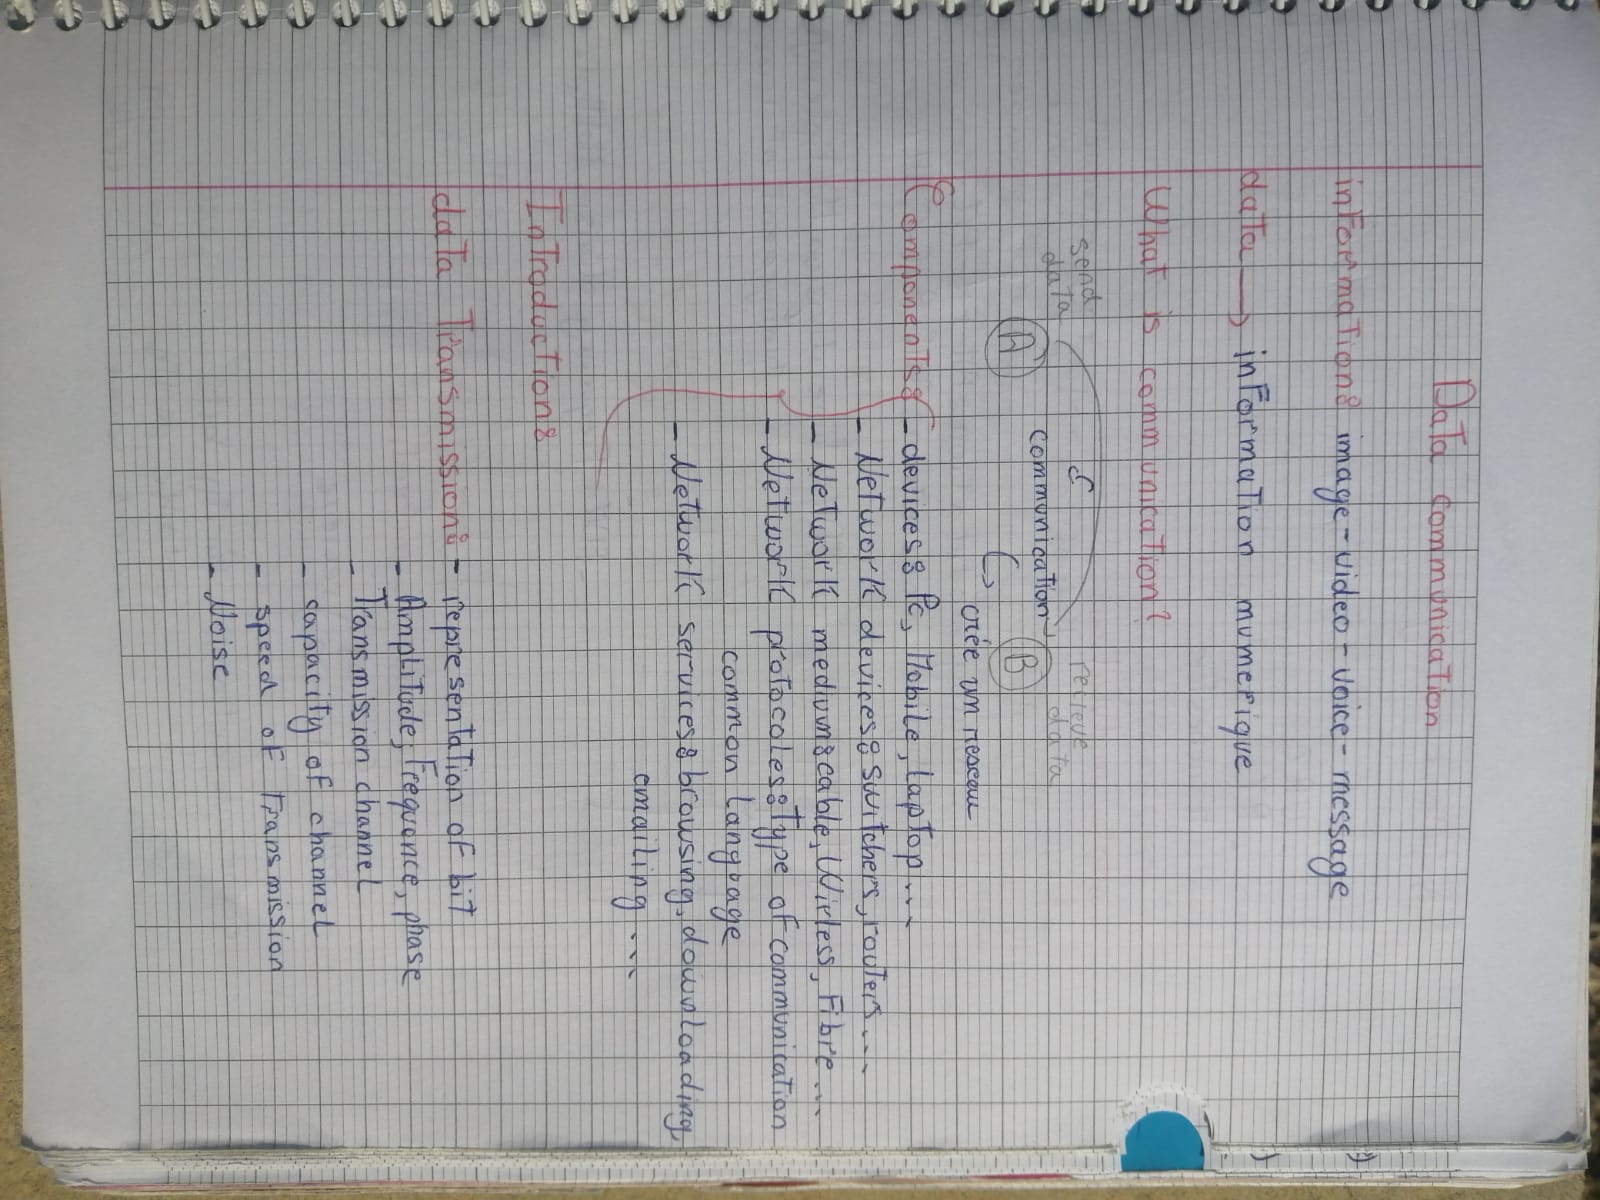 Data communication
information: image - video - voice - message
data → information numerique
What is communication?
send data
recieve data
communication
A
B
crée un reseau
Components: - devices: Pc, Mobile, laptop...
- Network devices: switchers, routers...
- Network medium: cable, Wirless, Fibre...
- Network protocoles: Type of communication
common language
- Network services: browsing, downloading,
emailing ...
Introduction:
data Transmission: - representation of bit
- Amplitude, Frequence, phase
- Transmission channel
- capacity of channel
- speed of transmission
- Noise